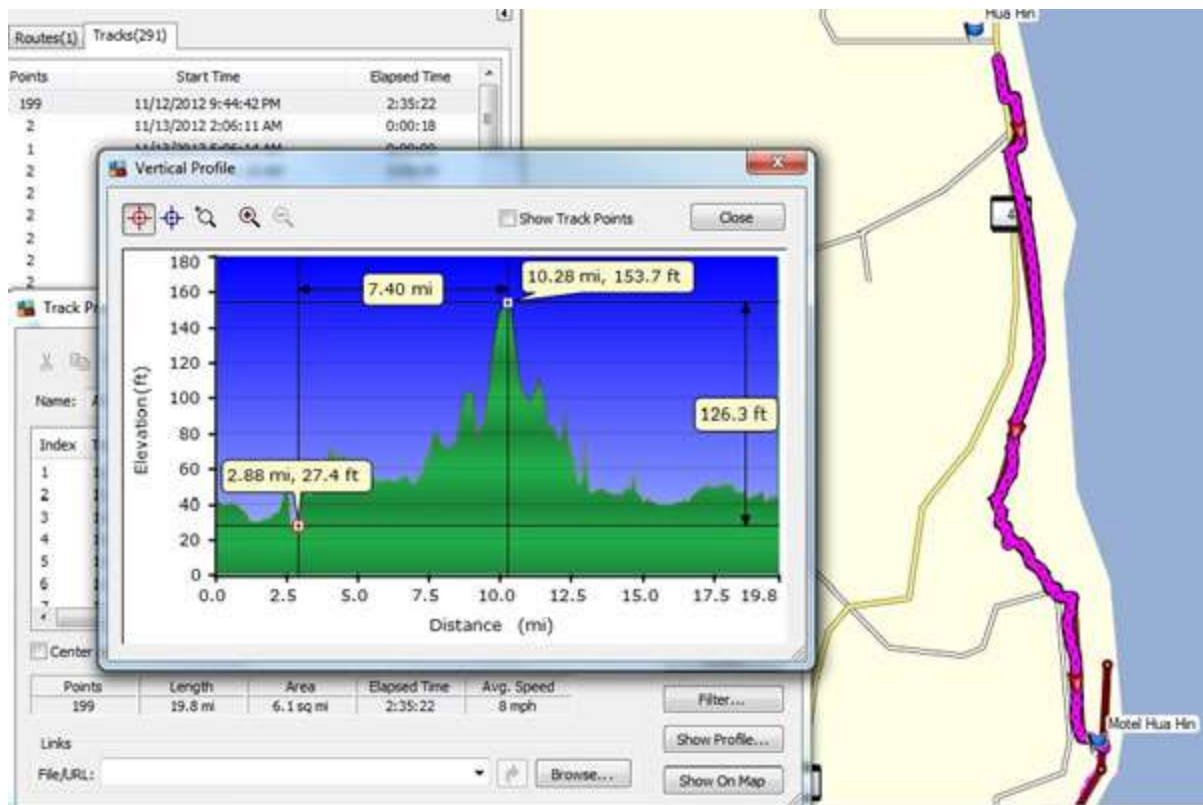 Routes(1) Tracks(291)
Points Start Time Elapsed Time
199 11/12/2012 9:44:42 PM 2:35:22
2 11/13/2012 2:06:11 AM 0:00:18
1
2
2
2
2
2
2
Vertical Profile
Show Track Points Close
180
160
140
120
100
80
60
40
20
0
Elevation (ft)
7.40 mi
10.28 mi, 153.7 ft
126.3 ft
2.88 mi, 27.4 ft
0.0 2.5 5.0 7.5 10.0 12.5 15.0 17.5 19.8
Distance (mi)
Track
Name:
Index
1
2
3
4
5
6
Center
Points Length Area Elapsed Time Avg. Speed
199 19.8 mi 6.1 sq mi 2:35:22 8 mph
Links
File/URL: Browse...
Filter...
Show Profile...
Show On Map
Hua Hin
4
Motel Hua Hin